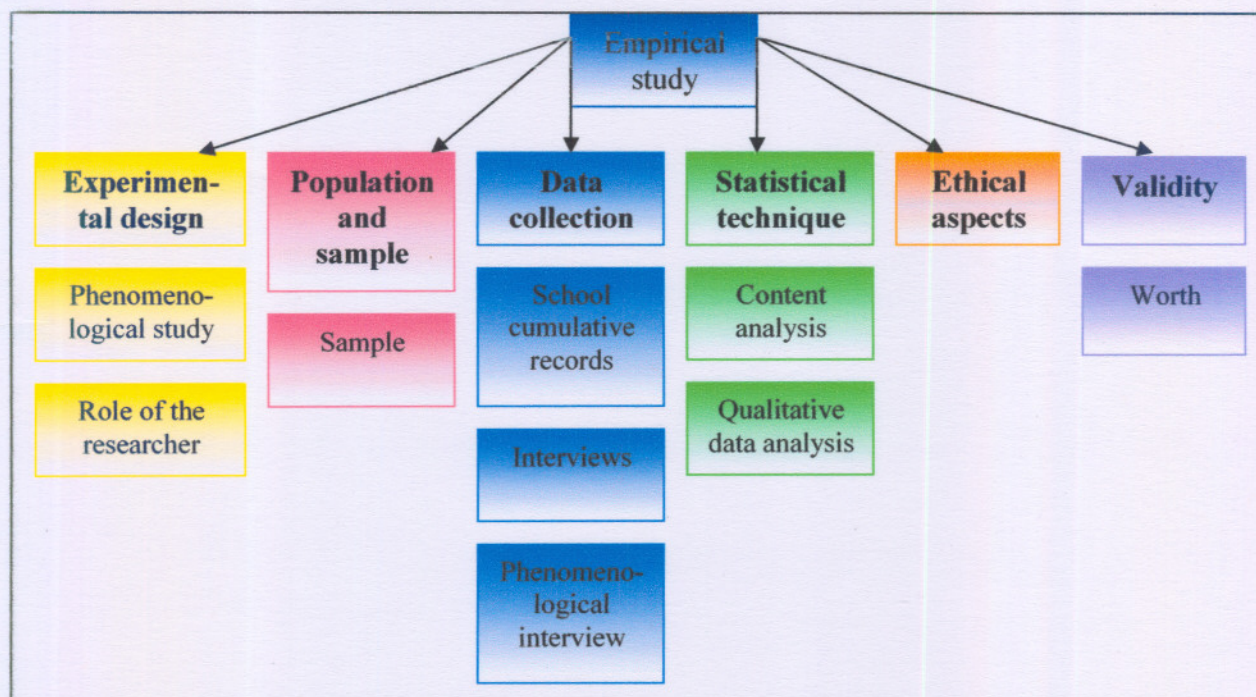 Empirical
study
Experimen-
tal design
Population
and
sample
Data
collection
Statistical
technique
Ethical
aspects
Validity
Phenomeno-
logical study
Sample
School
cumulative
records
Content
analysis
Worth
Role of the
researcher
Interviews
Qualitative
data analysis
Phenomeno-
logical
interview